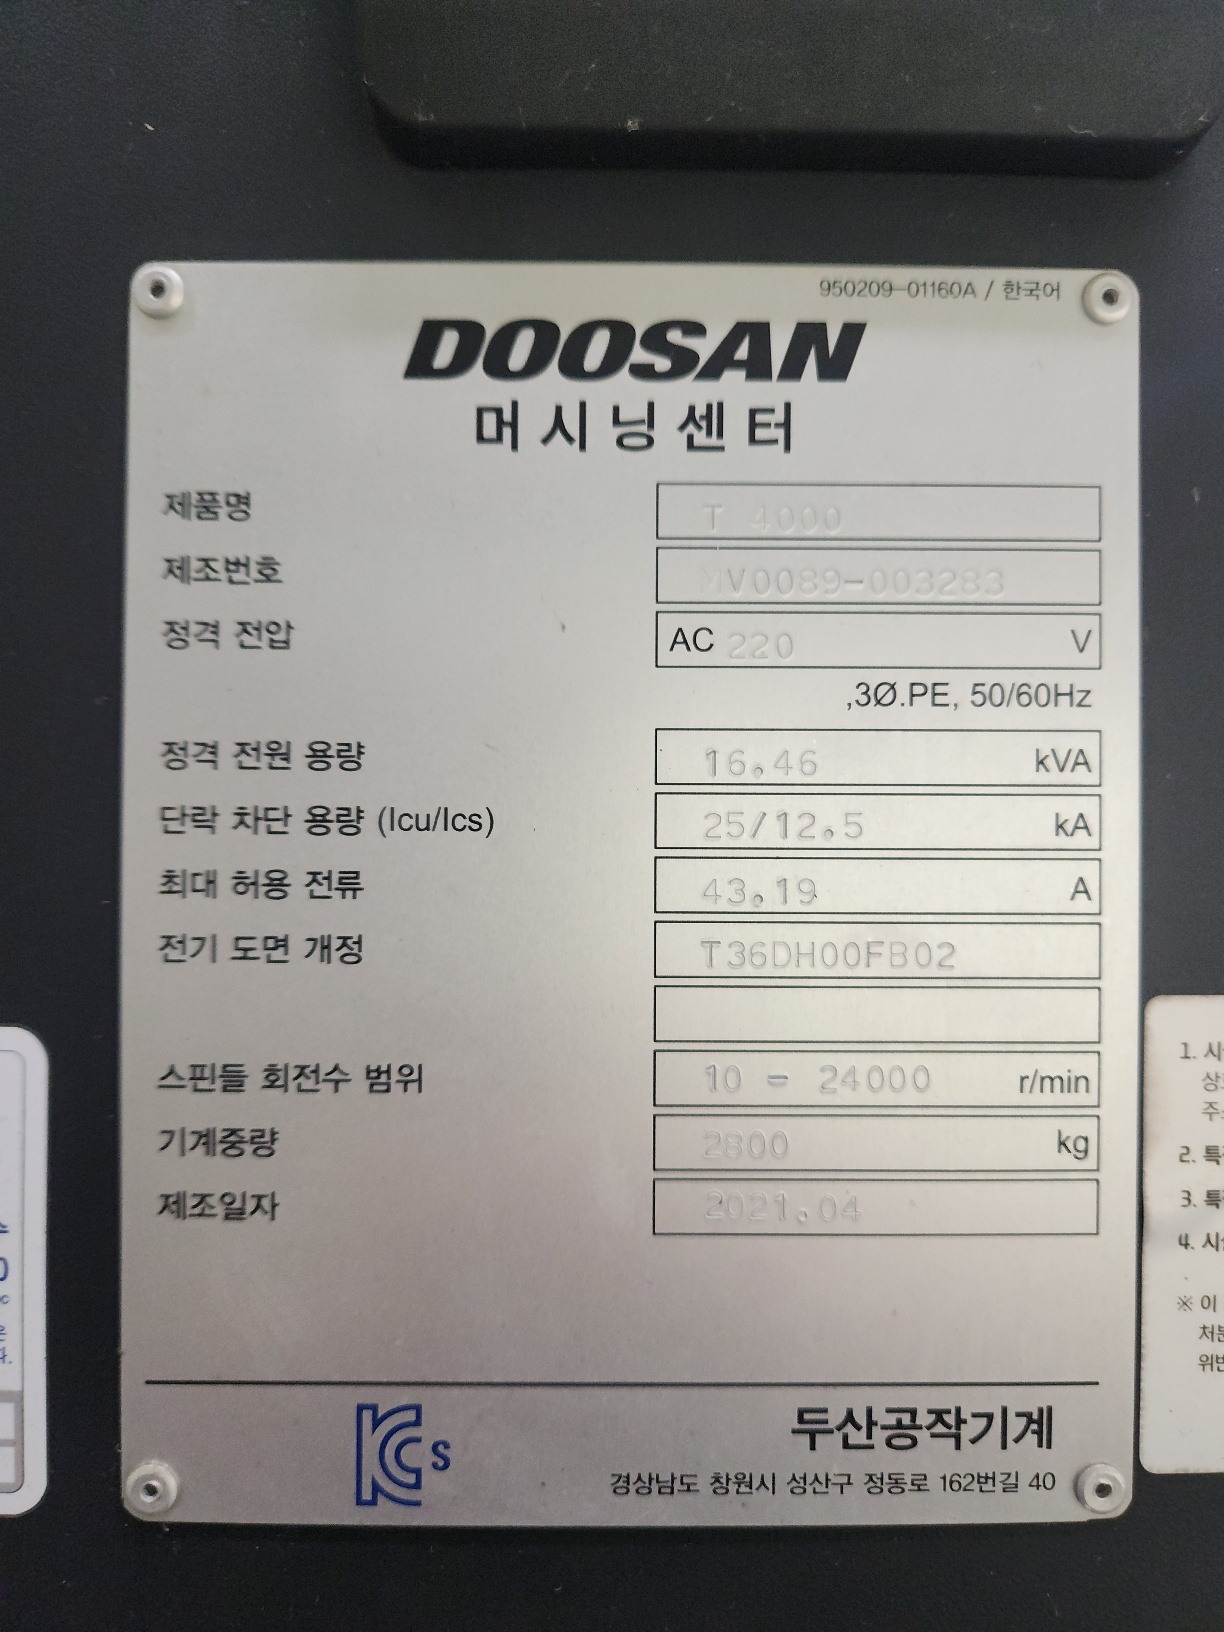 950209-01160A / 한국어
DOOSAN
머시닝센터
제품명 T 4000
제조번호 MV0089-003283
정격 전압 AC 220 V
,3Ø.PE, 50/60Hz
정격 전원 용량 16.46 kVA
단락 차단 용량 (Icu/Ics) 25/12.5 kA
최대 허용 전류 43.19 A
전기 도면 개정 T36DH00FB02
스핀들 회전수 범위 10 - 24000 r/min
기계중량 2800 kg
제조일자 2021.04
KCs
두산공작기계
경상남도 창원시 성산구 정동로 162번길 40
1.
2.
3.
4.
※ 이